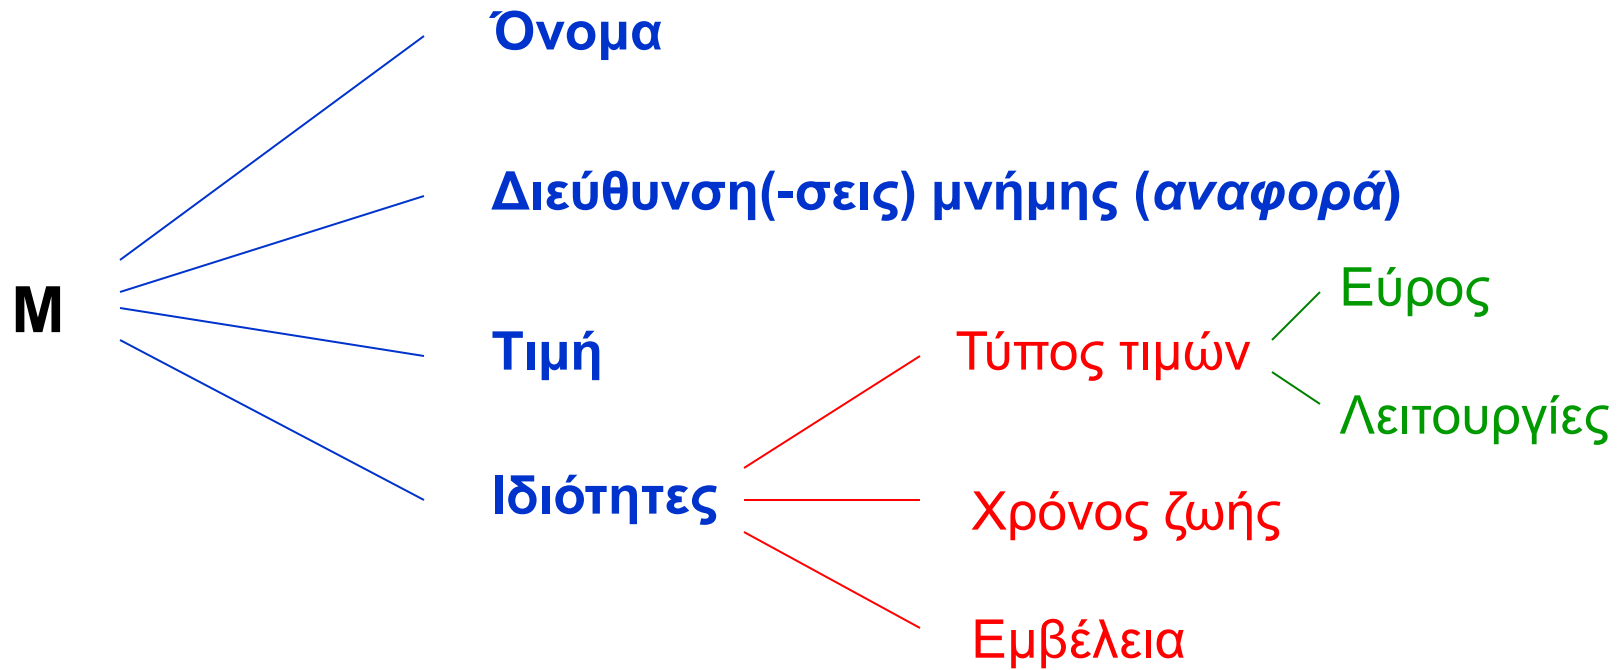 Όνομα
Διεύθυνση(-σεις) μνήμης (αναφορά)
Μ
Εύρος
Τιμή
Τύπος τιμών
Λειτουργίες
Ιδιότητες
Χρόνος ζωής
Εμβέλεια